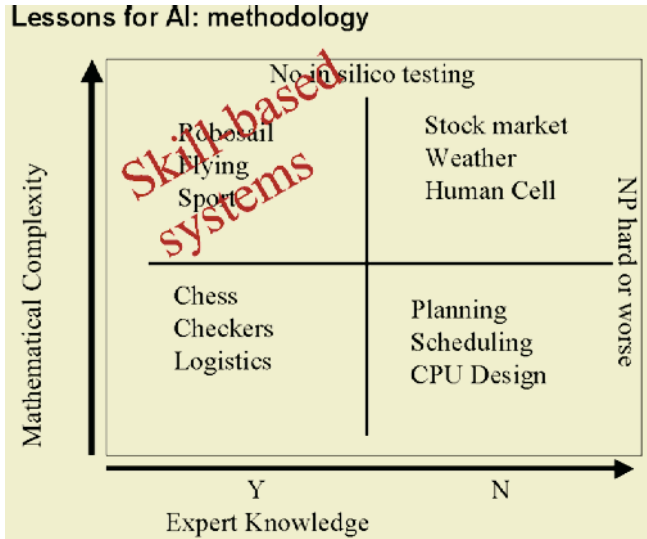 Lessons for AI: methodology
No in silico testing
Skill-based
systems
Robosail
Flying
Sport
Stock market
Weather
Human Cell
NP hard or worse
Mathematical Complexity
Chess
Checkers
Logistics
Planning
Scheduling
CPU Design
Y
N
Expert Knowledge